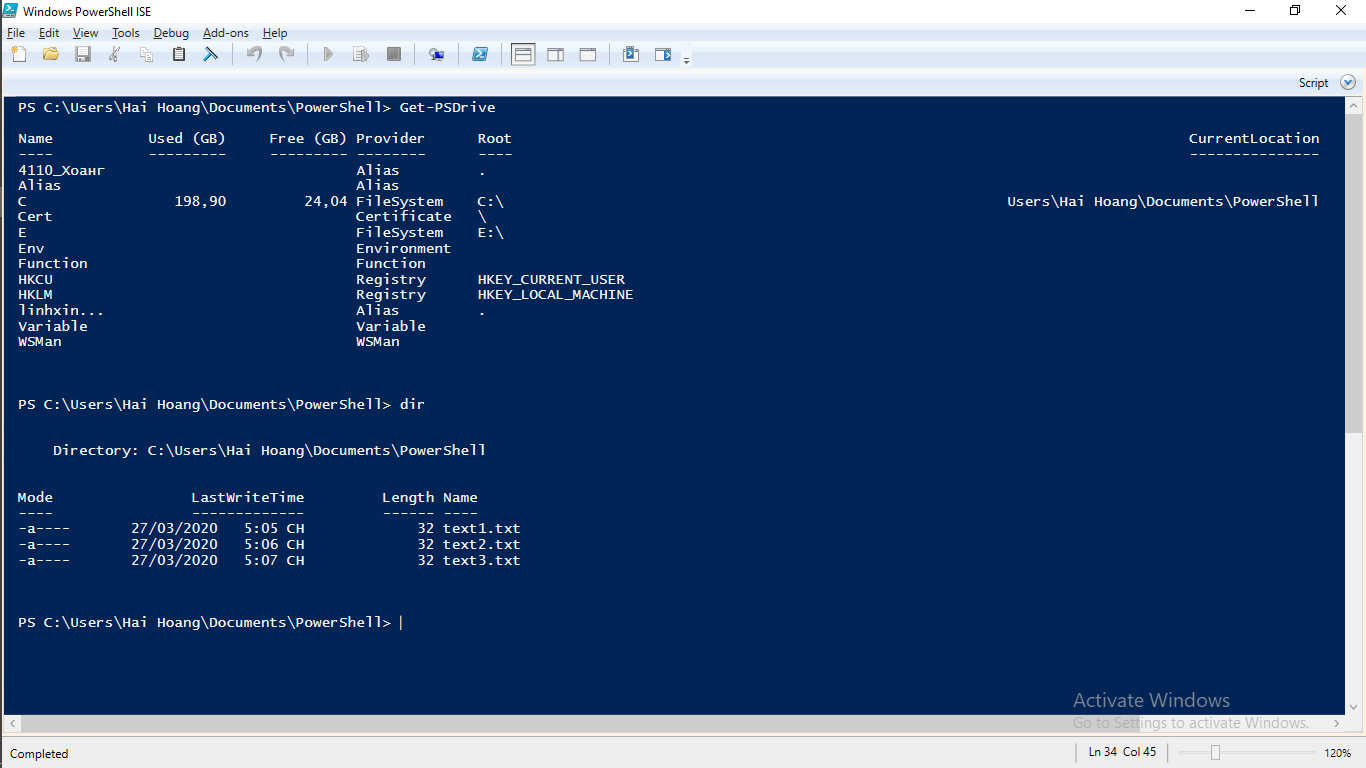 Windows PowerShell ISE
File Edit View Tools Debug Add-ons Help
Script
PS C:\Users\Hai Hoang\Documents\PowerShell> Get-PSDrive
Name Used (GB) Free (GB) Provider Root CurrentLocation
---- --------- --------- -------- ---- ---------------
4110_Хоанг Alias .
Alias Alias
C 198,90 24,04 FileSystem C:\ Users\Hai Hoang\Documents\PowerShell
Cert Certificate \
E FileSystem E:\
Env Environment
Function Function
HKCU Registry HKEY_CURRENT_USER
HKLM Registry HKEY_LOCAL_MACHINE
linhxin... Alias .
Variable Variable
WSMan WSMan
PS C:\Users\Hai Hoang\Documents\PowerShell> dir
Directory: C:\Users\Hai Hoang\Documents\PowerShell
Mode LastWriteTime Length Name
---- ------------- ------ ----
-a---- 27/03/2020 5:05 CH 32 text1.txt
-a---- 27/03/2020 5:06 CH 32 text2.txt
-a---- 27/03/2020 5:07 CH 32 text3.txt
PS C:\Users\Hai Hoang\Documents\PowerShell>
Activate Windows
Go to Settings to activate Windows.
Completed Ln 34 Col 45 120%